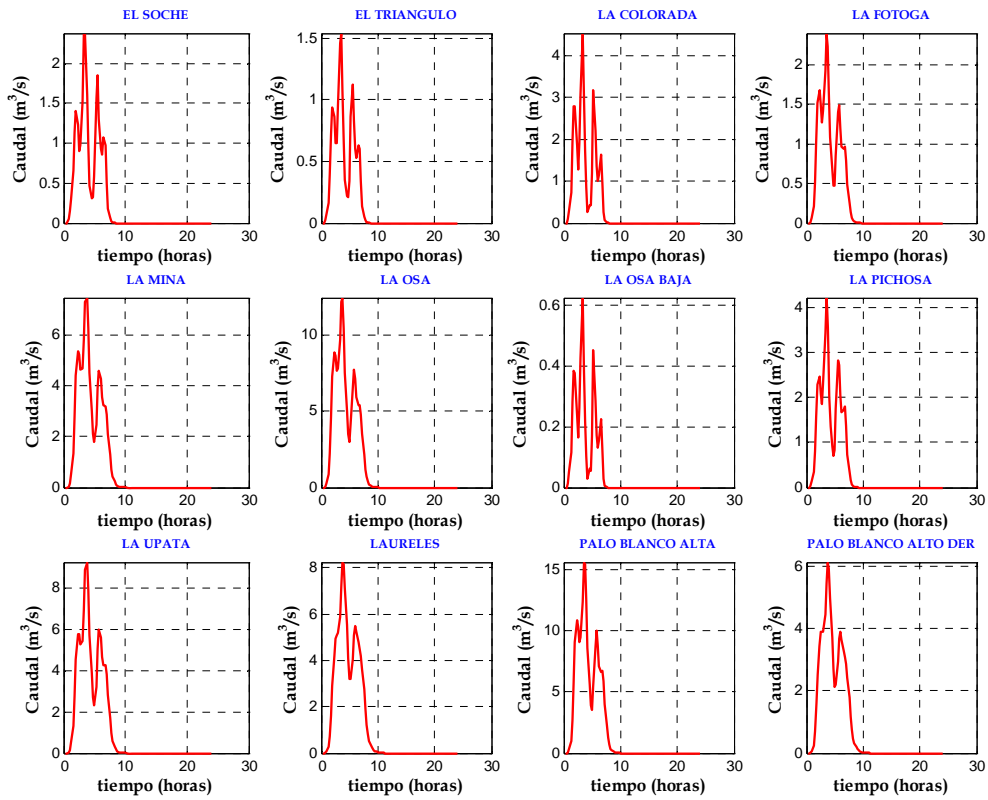 EL SOCHE
EL TRIANGULO
LA COLORADA
LA FOTOGA
Caudal (m³/s)
2
1.5
1
0.5
0
0 10 20 30
tiempo (horas)
Caudal (m³/s)
1.5
1
0.5
0
0 10 20 30
tiempo (horas)
Caudal (m³/s)
4
3
2
1
0
0 10 20 30
tiempo (horas)
Caudal (m³/s)
2
1.5
1
0.5
0
0 10 20 30
tiempo (horas)
LA MINA
LA OSA
LA OSA BAJA
LA PICHOSA
Caudal (m³/s)
6
4
2
0
0 10 20 30
tiempo (horas)
Caudal (m³/s)
10
5
0
0 10 20 30
tiempo (horas)
Caudal (m³/s)
0.6
0.4
0.2
0
0 10 20 30
tiempo (horas)
Caudal (m³/s)
4
3
2
1
0
0 10 20 30
tiempo (horas)
LA UPATA
LAURELES
PALO BLANCO ALTA
PALO BLANCO ALTO DER
Caudal (m³/s)
8
6
4
2
0
0 10 20 30
tiempo (horas)
Caudal (m³/s)
8
6
4
2
0
0 10 20 30
tiempo (horas)
Caudal (m³/s)
15
10
5
0
0 10 20 30
tiempo (horas)
Caudal (m³/s)
6
4
2
0
0 10 20 30
tiempo (horas)